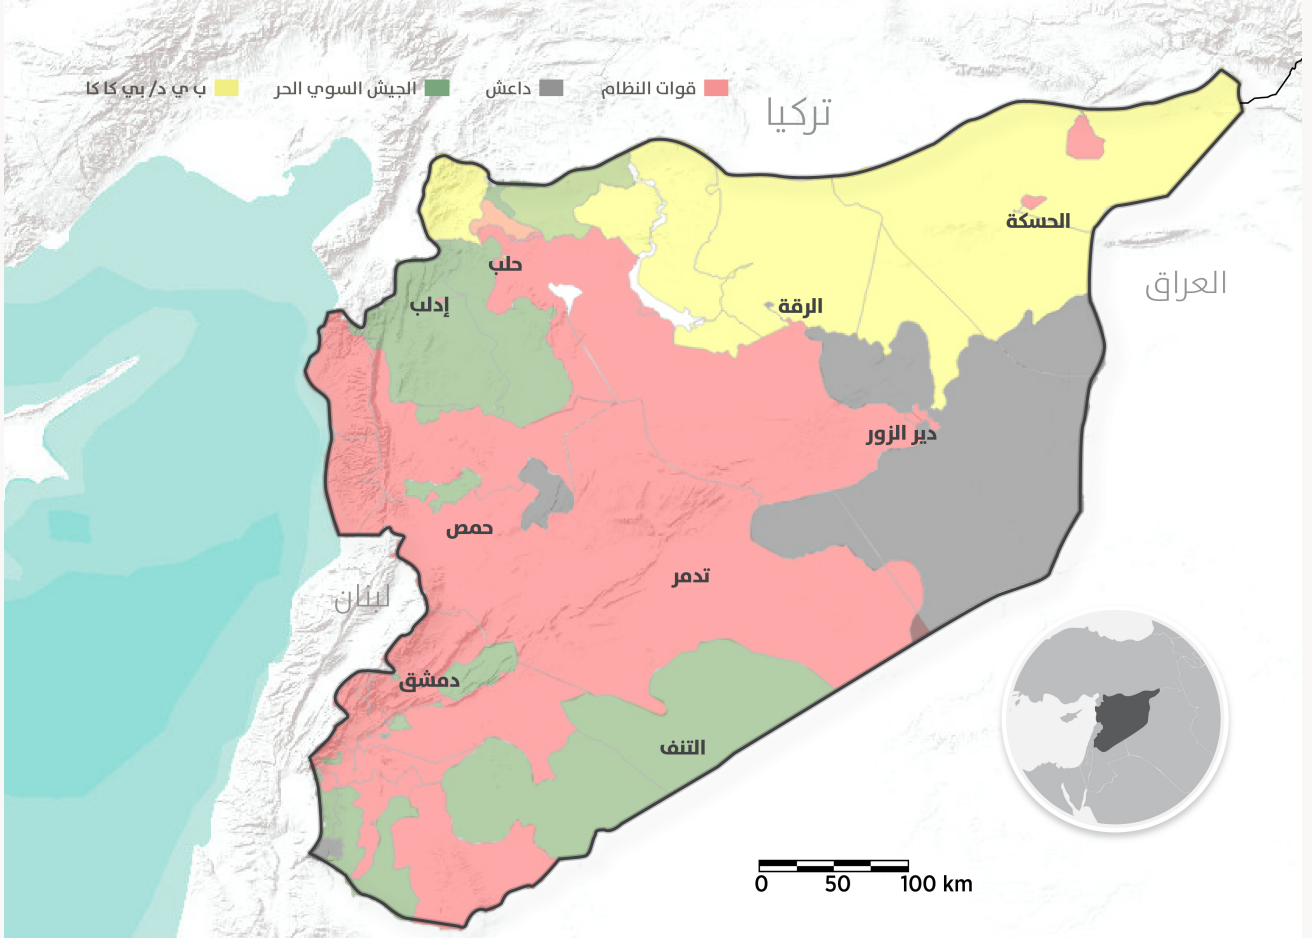 قوات النظام
داعش
الجيش السوي الحر
ب ي د/ بي كا كا
تركيا
الحسكة
حلب
العراق
إدلب
الرقة
دير الزور
حمص
تدمر
لبنان
دمشق
التنف
0 50 100 km